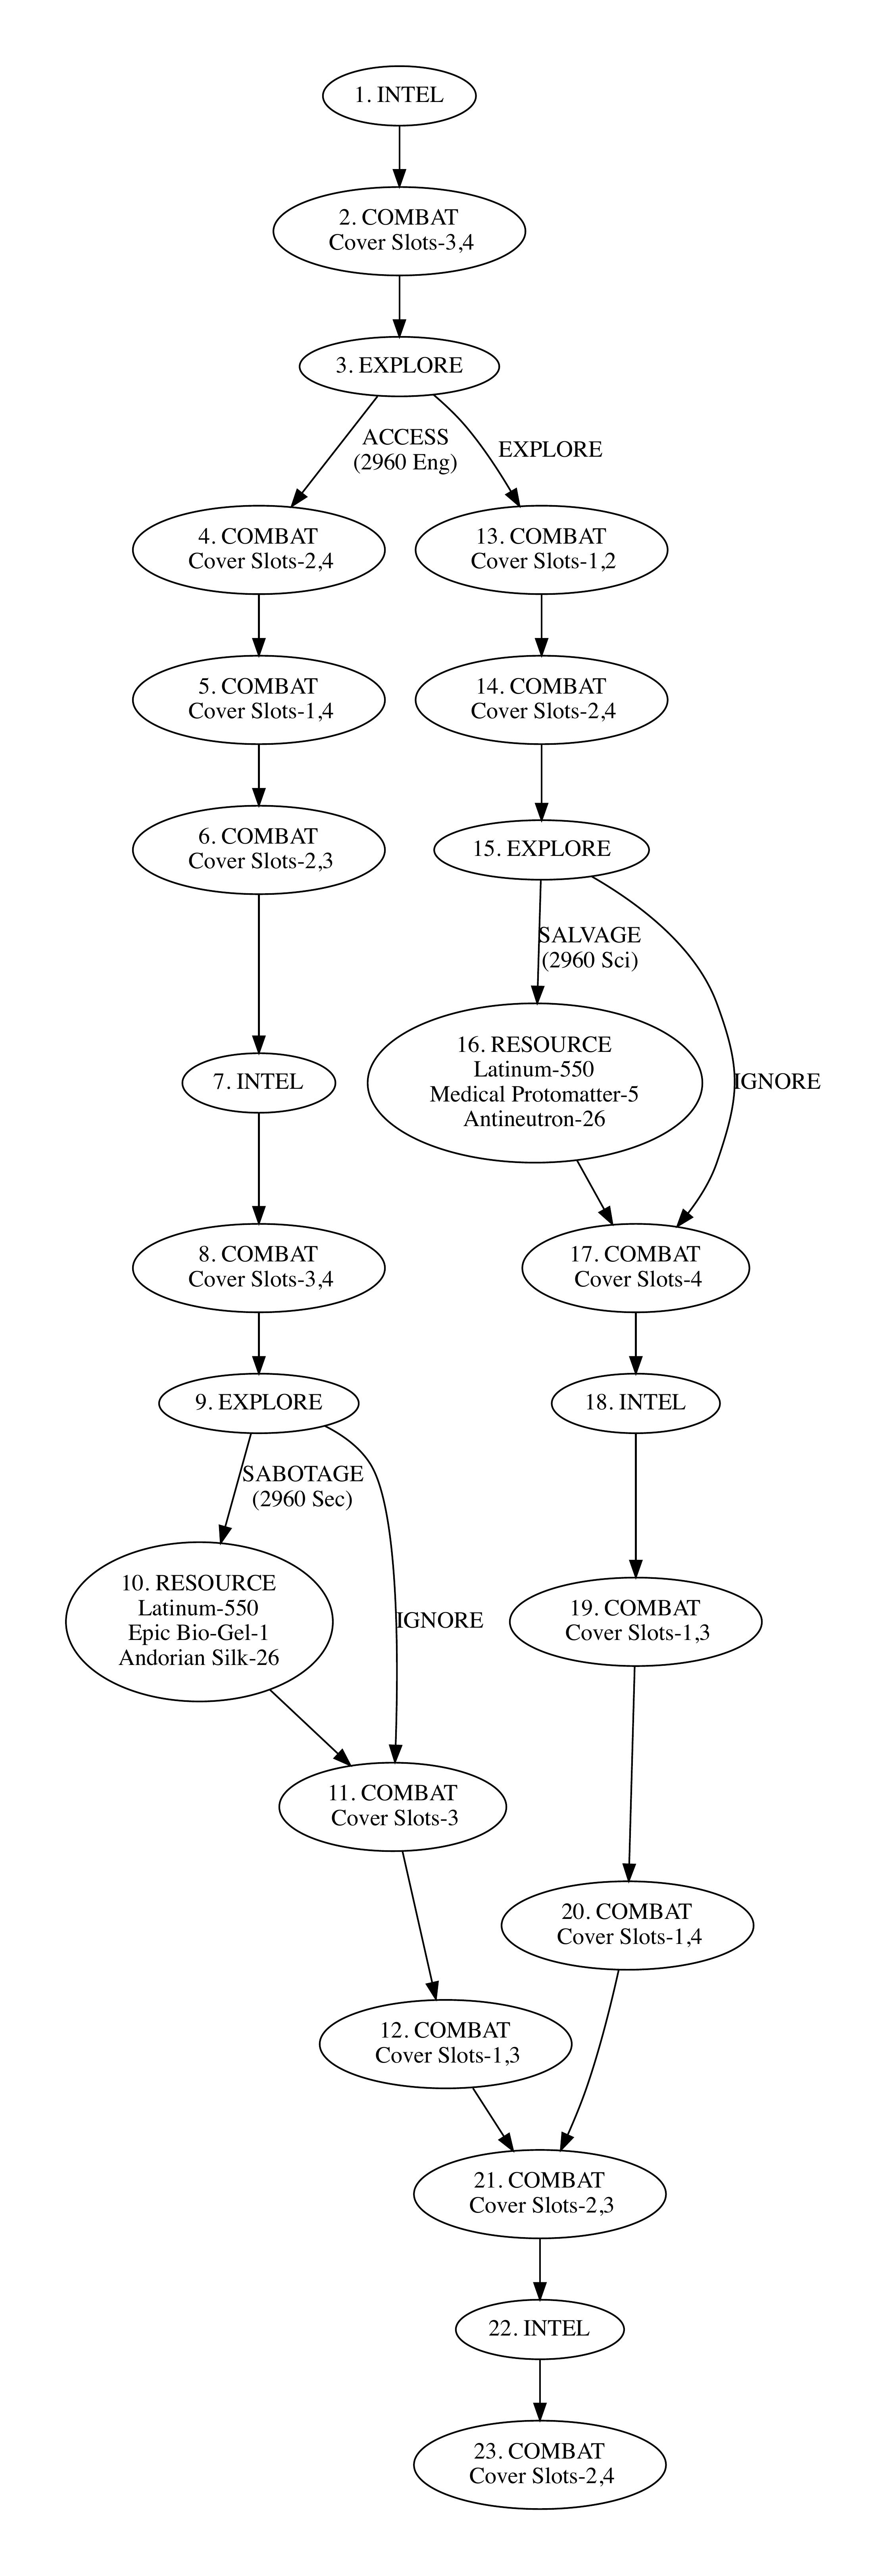 1. INTEL
2. COMBAT
Cover Slots-3,4
3. EXPLORE
ACCESS
(2960 Eng)
EXPLORE
4. COMBAT
Cover Slots-2,4
13. COMBAT
Cover Slots-1,2
5. COMBAT
Cover Slots-1,4
14. COMBAT
Cover Slots-2,4
6. COMBAT
Cover Slots-2,3
15. EXPLORE
SALVAGE
(2960 Sci)
7. INTEL
16. RESOURCE
Latinum-550
Medical Protomatter-5
Antineutron-26
IGNORE
8. COMBAT
Cover Slots-3,4
17. COMBAT
Cover Slots-4
9. EXPLORE
18. INTEL
SABOTAGE
(2960 Sec)
10. RESOURCE
Latinum-550
Epic Bio-Gel-1
Andorian Silk-26
IGNORE
19. COMBAT
Cover Slots-1,3
11. COMBAT
Cover Slots-3
20. COMBAT
Cover Slots-1,4
12. COMBAT
Cover Slots-1,3
21. COMBAT
Cover Slots-2,3
22. INTEL
23. COMBAT
Cover Slots-2,4